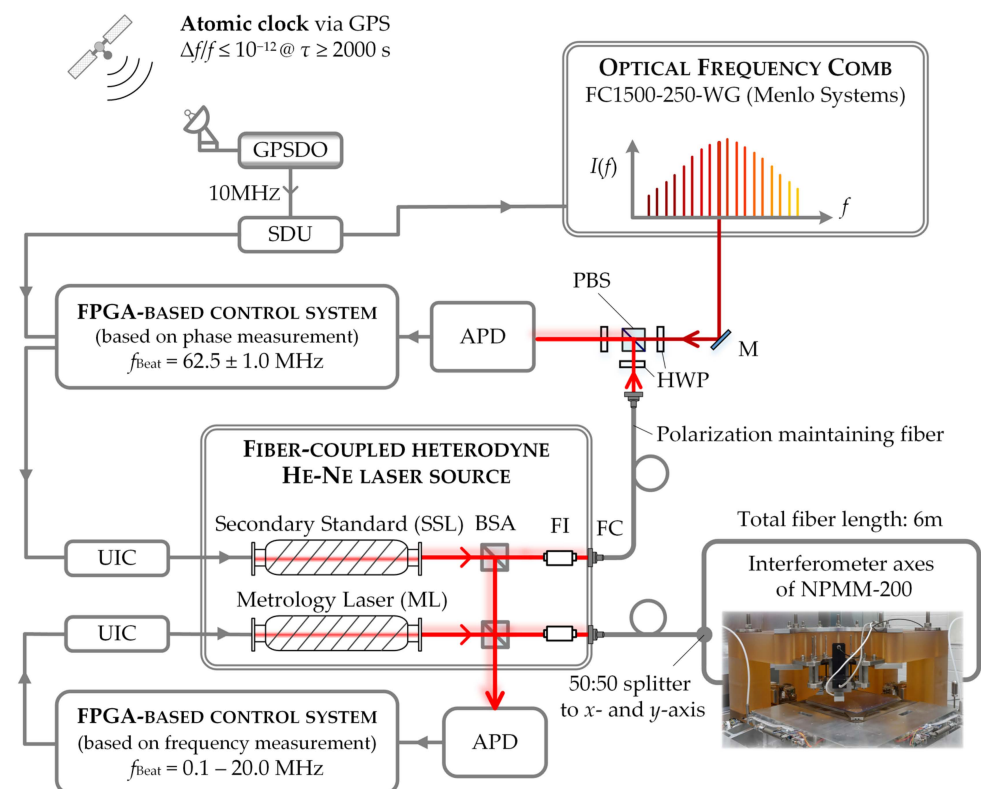 Atomic clock via GPS
Δf/f ≤ 10⁻¹² @ τ ≥ 2000 s
OPTICAL FREQUENCY COMB
FC1500-250-WG (Menlo Systems)
I(f)
f
GPSDO
10MHz
SDU
PBS
M
HWP
FPGA-BASED CONTROL SYSTEM
(based on phase measurement)
fBeat = 62.5 ± 1.0 MHz
APD
Polarization maintaining fiber
FIBER-COUPLED HETERODYNE
HE-NE LASER SOURCE
Secondary Standard (SSL)
BSA
FI
FC
UIC
Metrology Laser (ML)
UIC
Total fiber length: 6m
Interferometer axes
of NPMM-200
50:50 splitter
to x- and y-axis
FPGA-BASED CONTROL SYSTEM
(based on frequency measurement)
fBeat = 0.1 – 20.0 MHz
APD